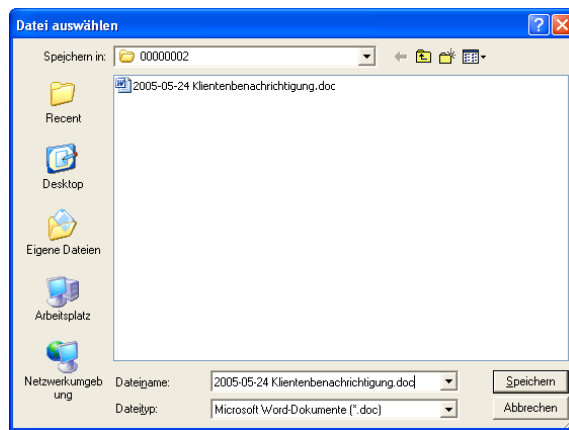 Datei auswählen
Speichern in: 00000002
2005-05-24 Klientenbenachrichtigung.doc
Recent
Desktop
Eigene Dateien
Arbeitsplatz
Netzwerkumgeb
ung
Dateiname: 2005-05-24 Klientenbenachrichtigung.doc Speichern
Dateityp: Microsoft Word-Dokumente (*.doc) Abbrechen